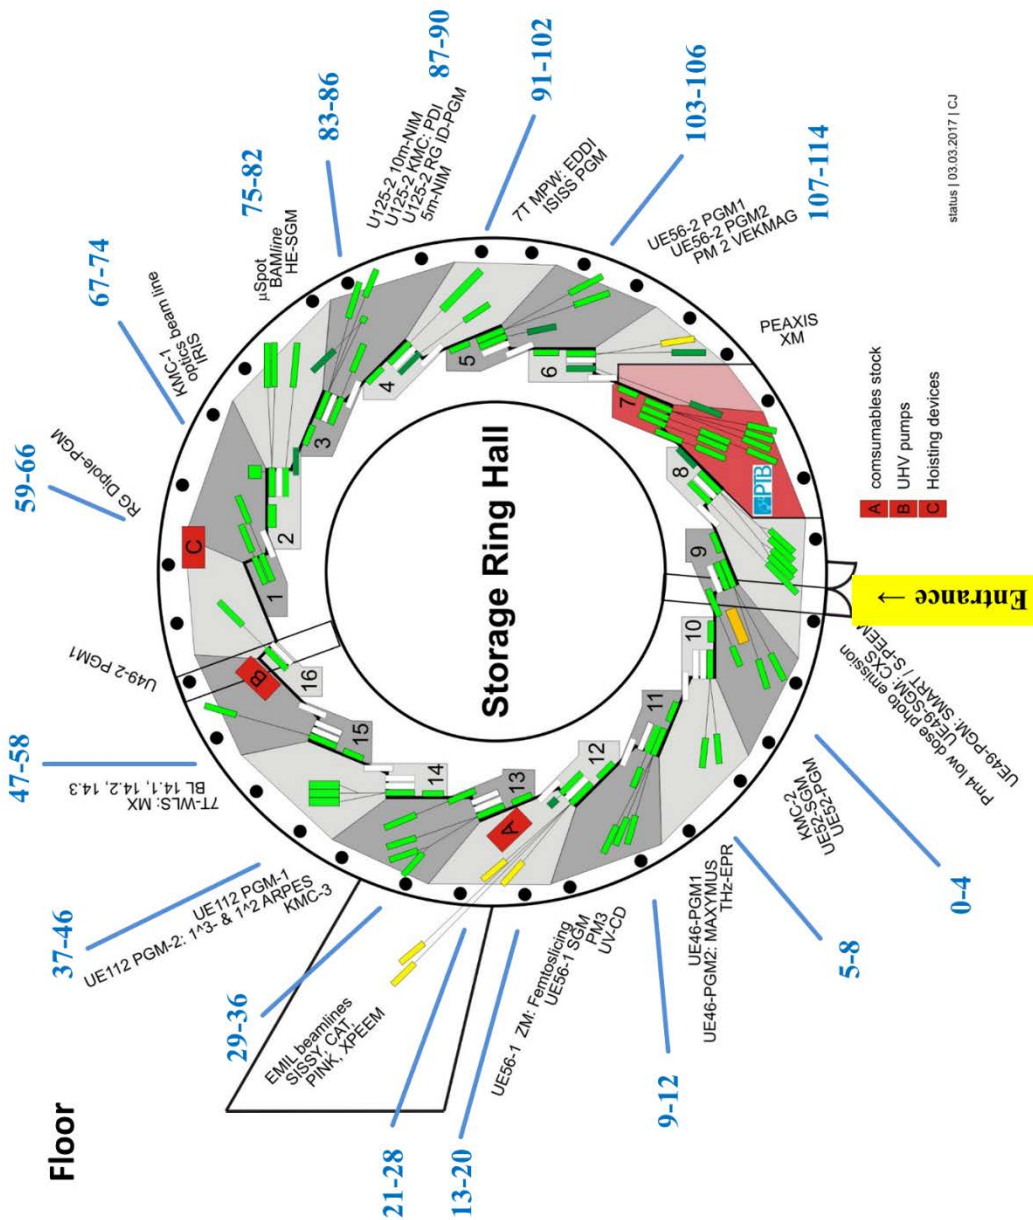 Floor
Storage Ring Hall
Entrance →
0-4
5-8
9-12
13-20
21-28
29-36
37-46
47-58
59-66
67-74
75-82
83-86
87-90
91-102
103-106
107-114
RG Dipole-PGM
KMC-1
optics beam line
IRIS
µSpot
BAMline
HE-SGM
U125-2 10m-NIM
U125-2 KMC: PDI
U125-2 RG ID-PGM
5m-NIM
7T MPW: EDDI
ISISS PGM
UE56-2 PGM1
UE56-2 PGM2
PM 2 VEKMAG
PEAXIS
XM
Pm4 low dose photo emission
UE49-SGM: CXS
UE49-PGM: SMART / S-PEEM
KMC-2
UE52-SGM
UE52-PGM
UE46-PGM1
UE46-PGM2: MAXYMUS
THz-EPR
UE56-1 ZM: Femtoslicing
UE56-1 SGM
PM3
UV-CD
EMIL beamlines
SISSY, CAT,
PINK, XPEEM
UE112 PGM-1
UE112 PGM-2: 1^3- & 1^2 ARPES
KMC-3
7T-WLS: MX
BL 14.1, 14.2, 14.3
U49-2 PGM1
1
2
3
4
5
6
7
8
9
10
11
12
13
14
15
16
A
B
C
PTB
A comsumables stock
B UHV pumps
C Hoisting devices
status | 03.03.2017 | CJ